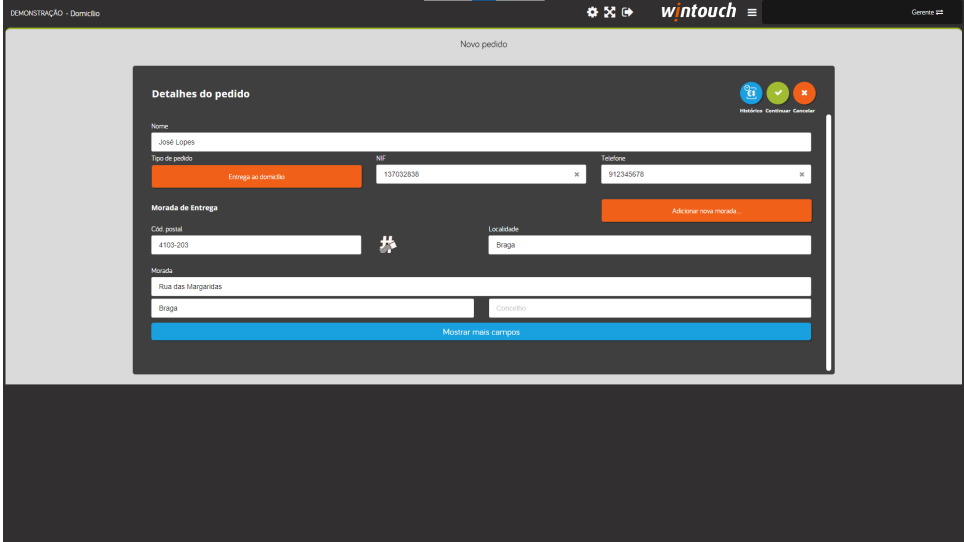 DEMONSTRAÇÃO - Domicílio
wintouch
Gerente
Novo pedido
Detalhes do pedido
Histórico Continuar Cancelar
Nome
José Lopes
Tipo de pedido NIF Telefone
Entrega ao domicílio 137032838 912345678
Morada de Entrega Adicionar nova morada...
Cód. postal Localidade
4103-203 Braga
Morada
Rua das Margaridas
Braga Concelho
Mostrar mais campos